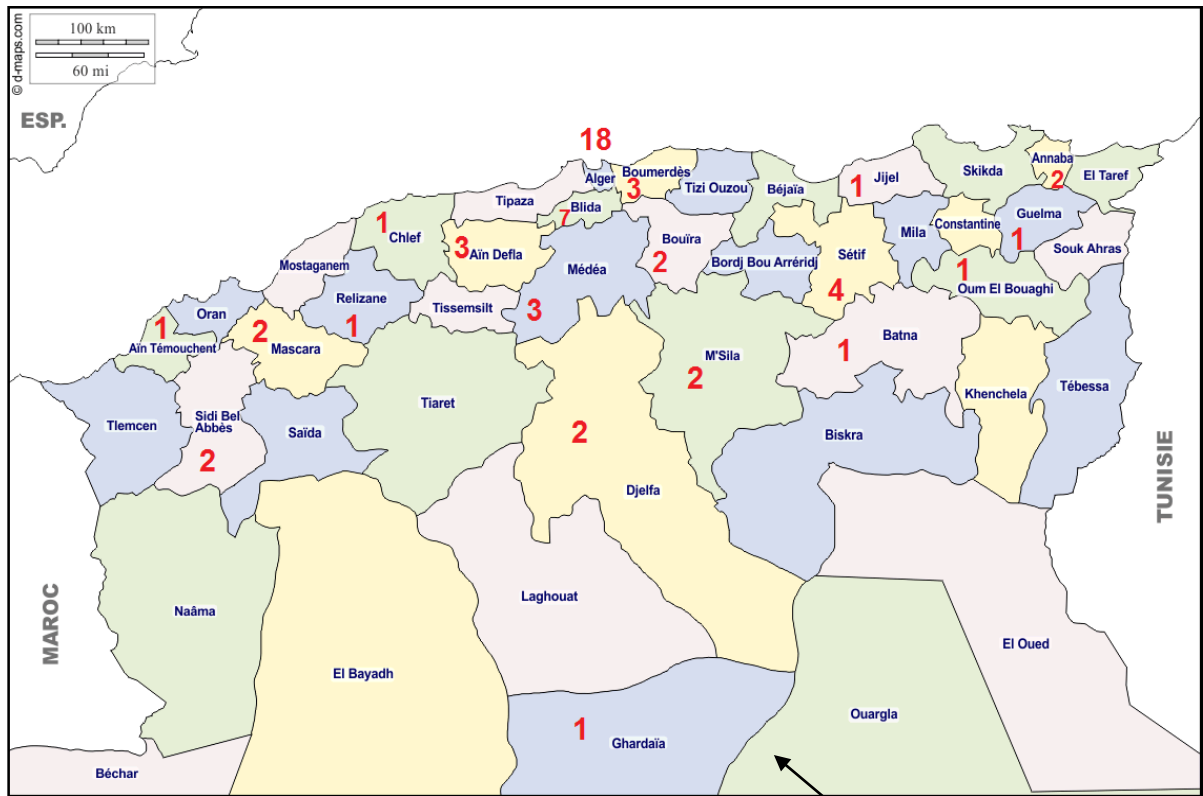 100 km
60 mi
© d-maps.com
ESP.
18
Alger
Boumerdès
3
Tizi Ouzou
Béjaïa
1
Jijel
Skikda
Annaba
2
El Taref
Tipaza
Blida
7
1
Chlef
3
Aïn Defla
Médéa
3
Bouïra
2
Bordj Bou Arréridj
Sétif
4
Mila
Constantine
Guelma
1
Souk Ahras
1
Oum El Bouaghi
Mostaganem
Relizane
1
Tissemsilt
Oran
1
Aïn Témouchent
2
Mascara
Batna
1
M'Sila
2
Khenchela
Tébessa
Tlemcen
Sidi Bel
Abbès
2
Saïda
Tiaret
2
Djelfa
Biskra
TUNISIE
MAROC
Naâma
El Bayadh
Laghouat
El Oued
1
Ghardaïa
Ouargla
Béchar